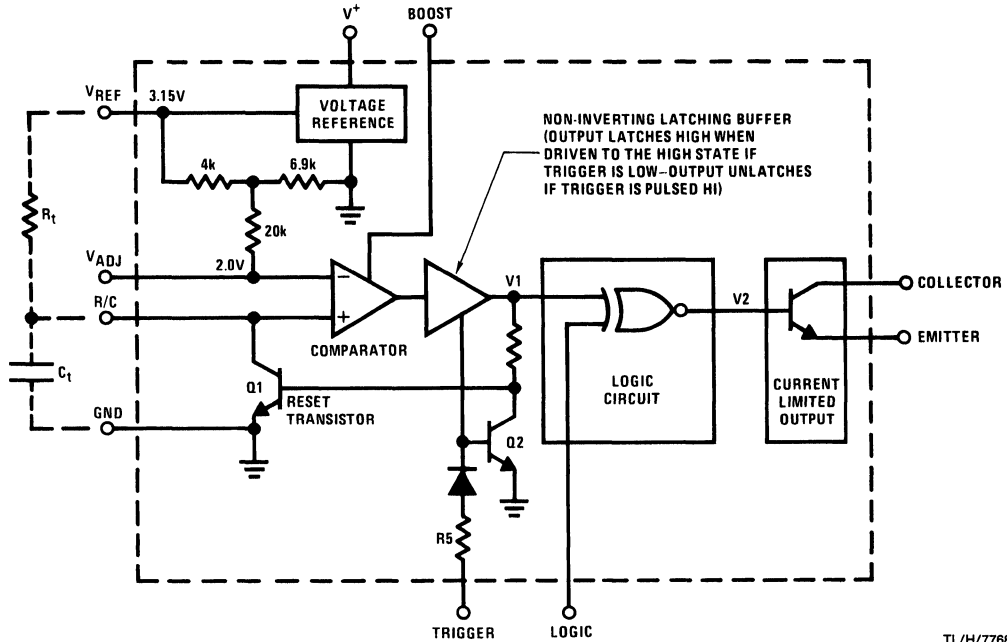 V+
BOOST
VREF
3.15V
VOLTAGE
REFERENCE
NON-INVERTING LATCHING BUFFER
(OUTPUT LATCHES HIGH WHEN
DRIVEN TO THE HIGH STATE IF
TRIGGER IS LOW–OUTPUT UNLATCHES
IF TRIGGER IS PULSED HI)
4k
6.9k
Rt
20k
VADJ
2.0V
R/C
−
+
COMPARATOR
V1
V2
COLLECTOR
EMITTER
Ct
Q1
RESET
TRANSISTOR
LOGIC
CIRCUIT
CURRENT
LIMITED
OUTPUT
GND
Q2
R5
TRIGGER
LOGIC